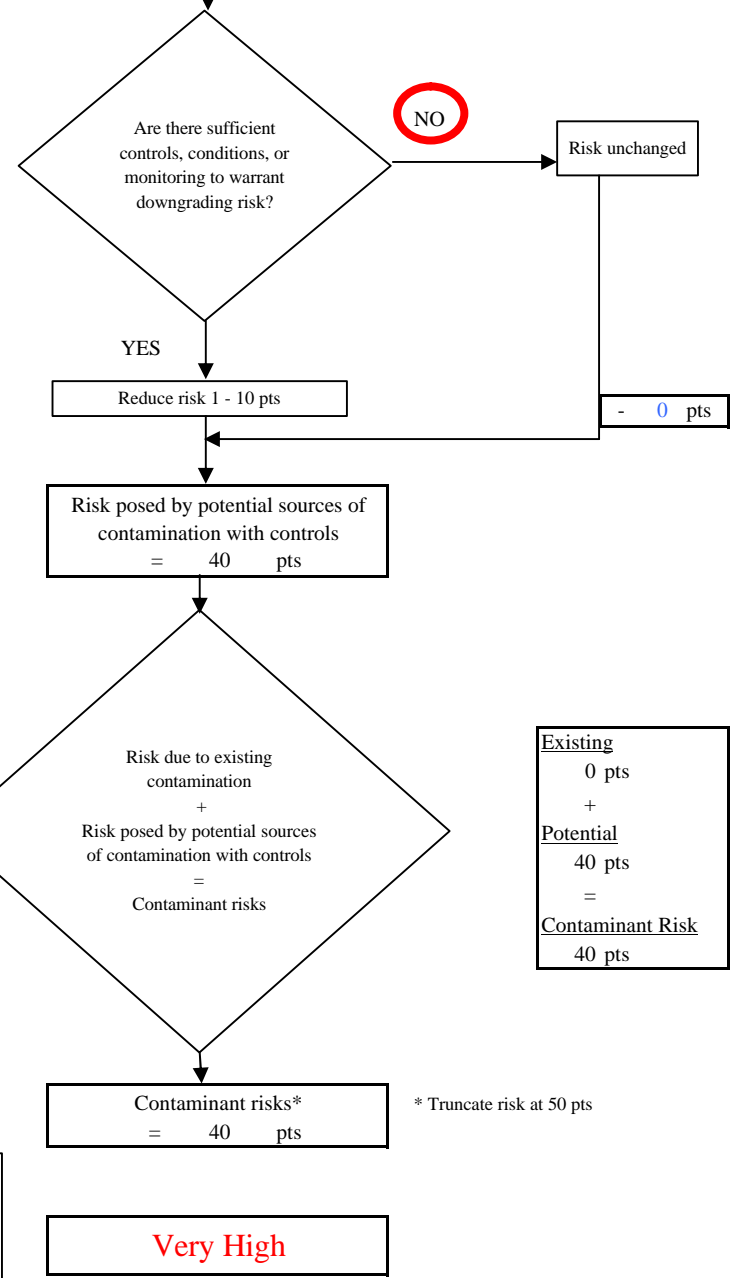 Are there sufficient
controls, conditions, or
monitoring to warrant
downgrading risk?
NO
Risk unchanged
YES
Reduce risk 1 - 10 pts
- 0 pts
Risk posed by potential sources of
contamination with controls
= 40 pts
Risk due to existing
contamination
+
Risk posed by potential sources
of contamination with controls
=
Contaminant risks
Existing
0 pts
+
Potential
40 pts
=
Contaminant Risk
40 pts
Contaminant risks*
= 40 pts
* Truncate risk at 50 pts
Very High